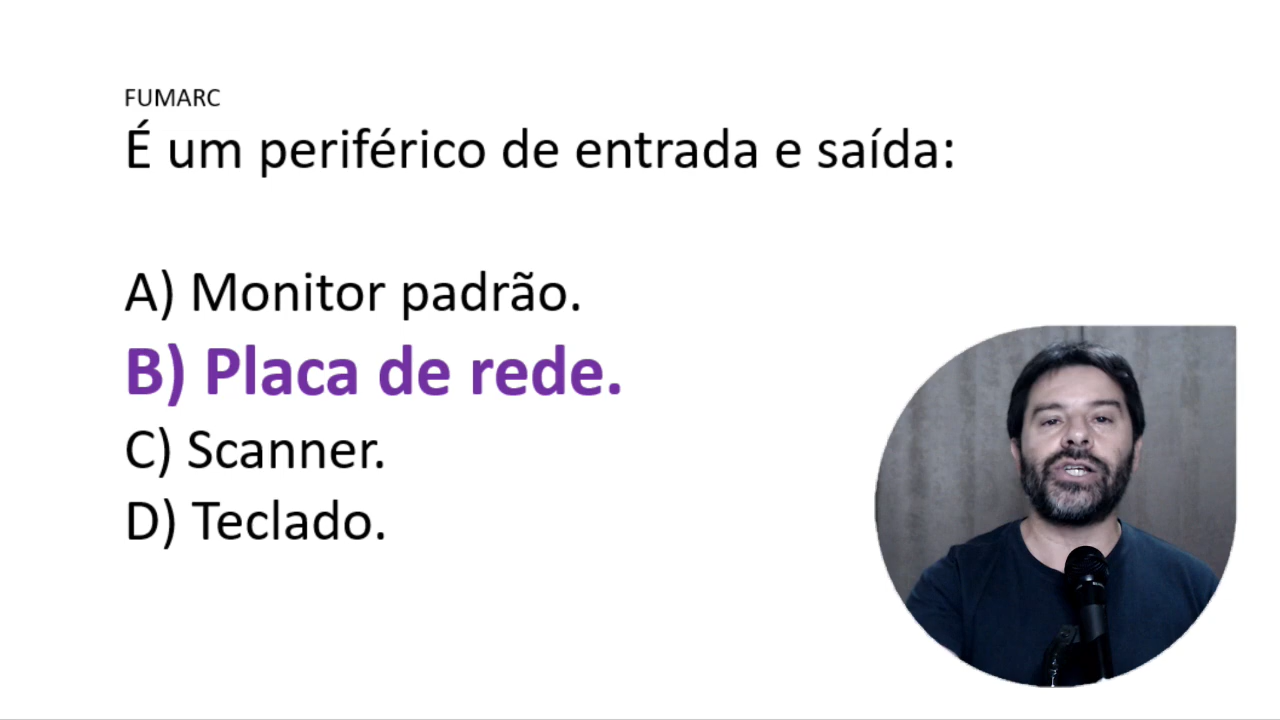 FUMARC
É um periférico de entrada e saída:
A) Monitor padrão.
B) Placa de rede.
C) Scanner.
D) Teclado.